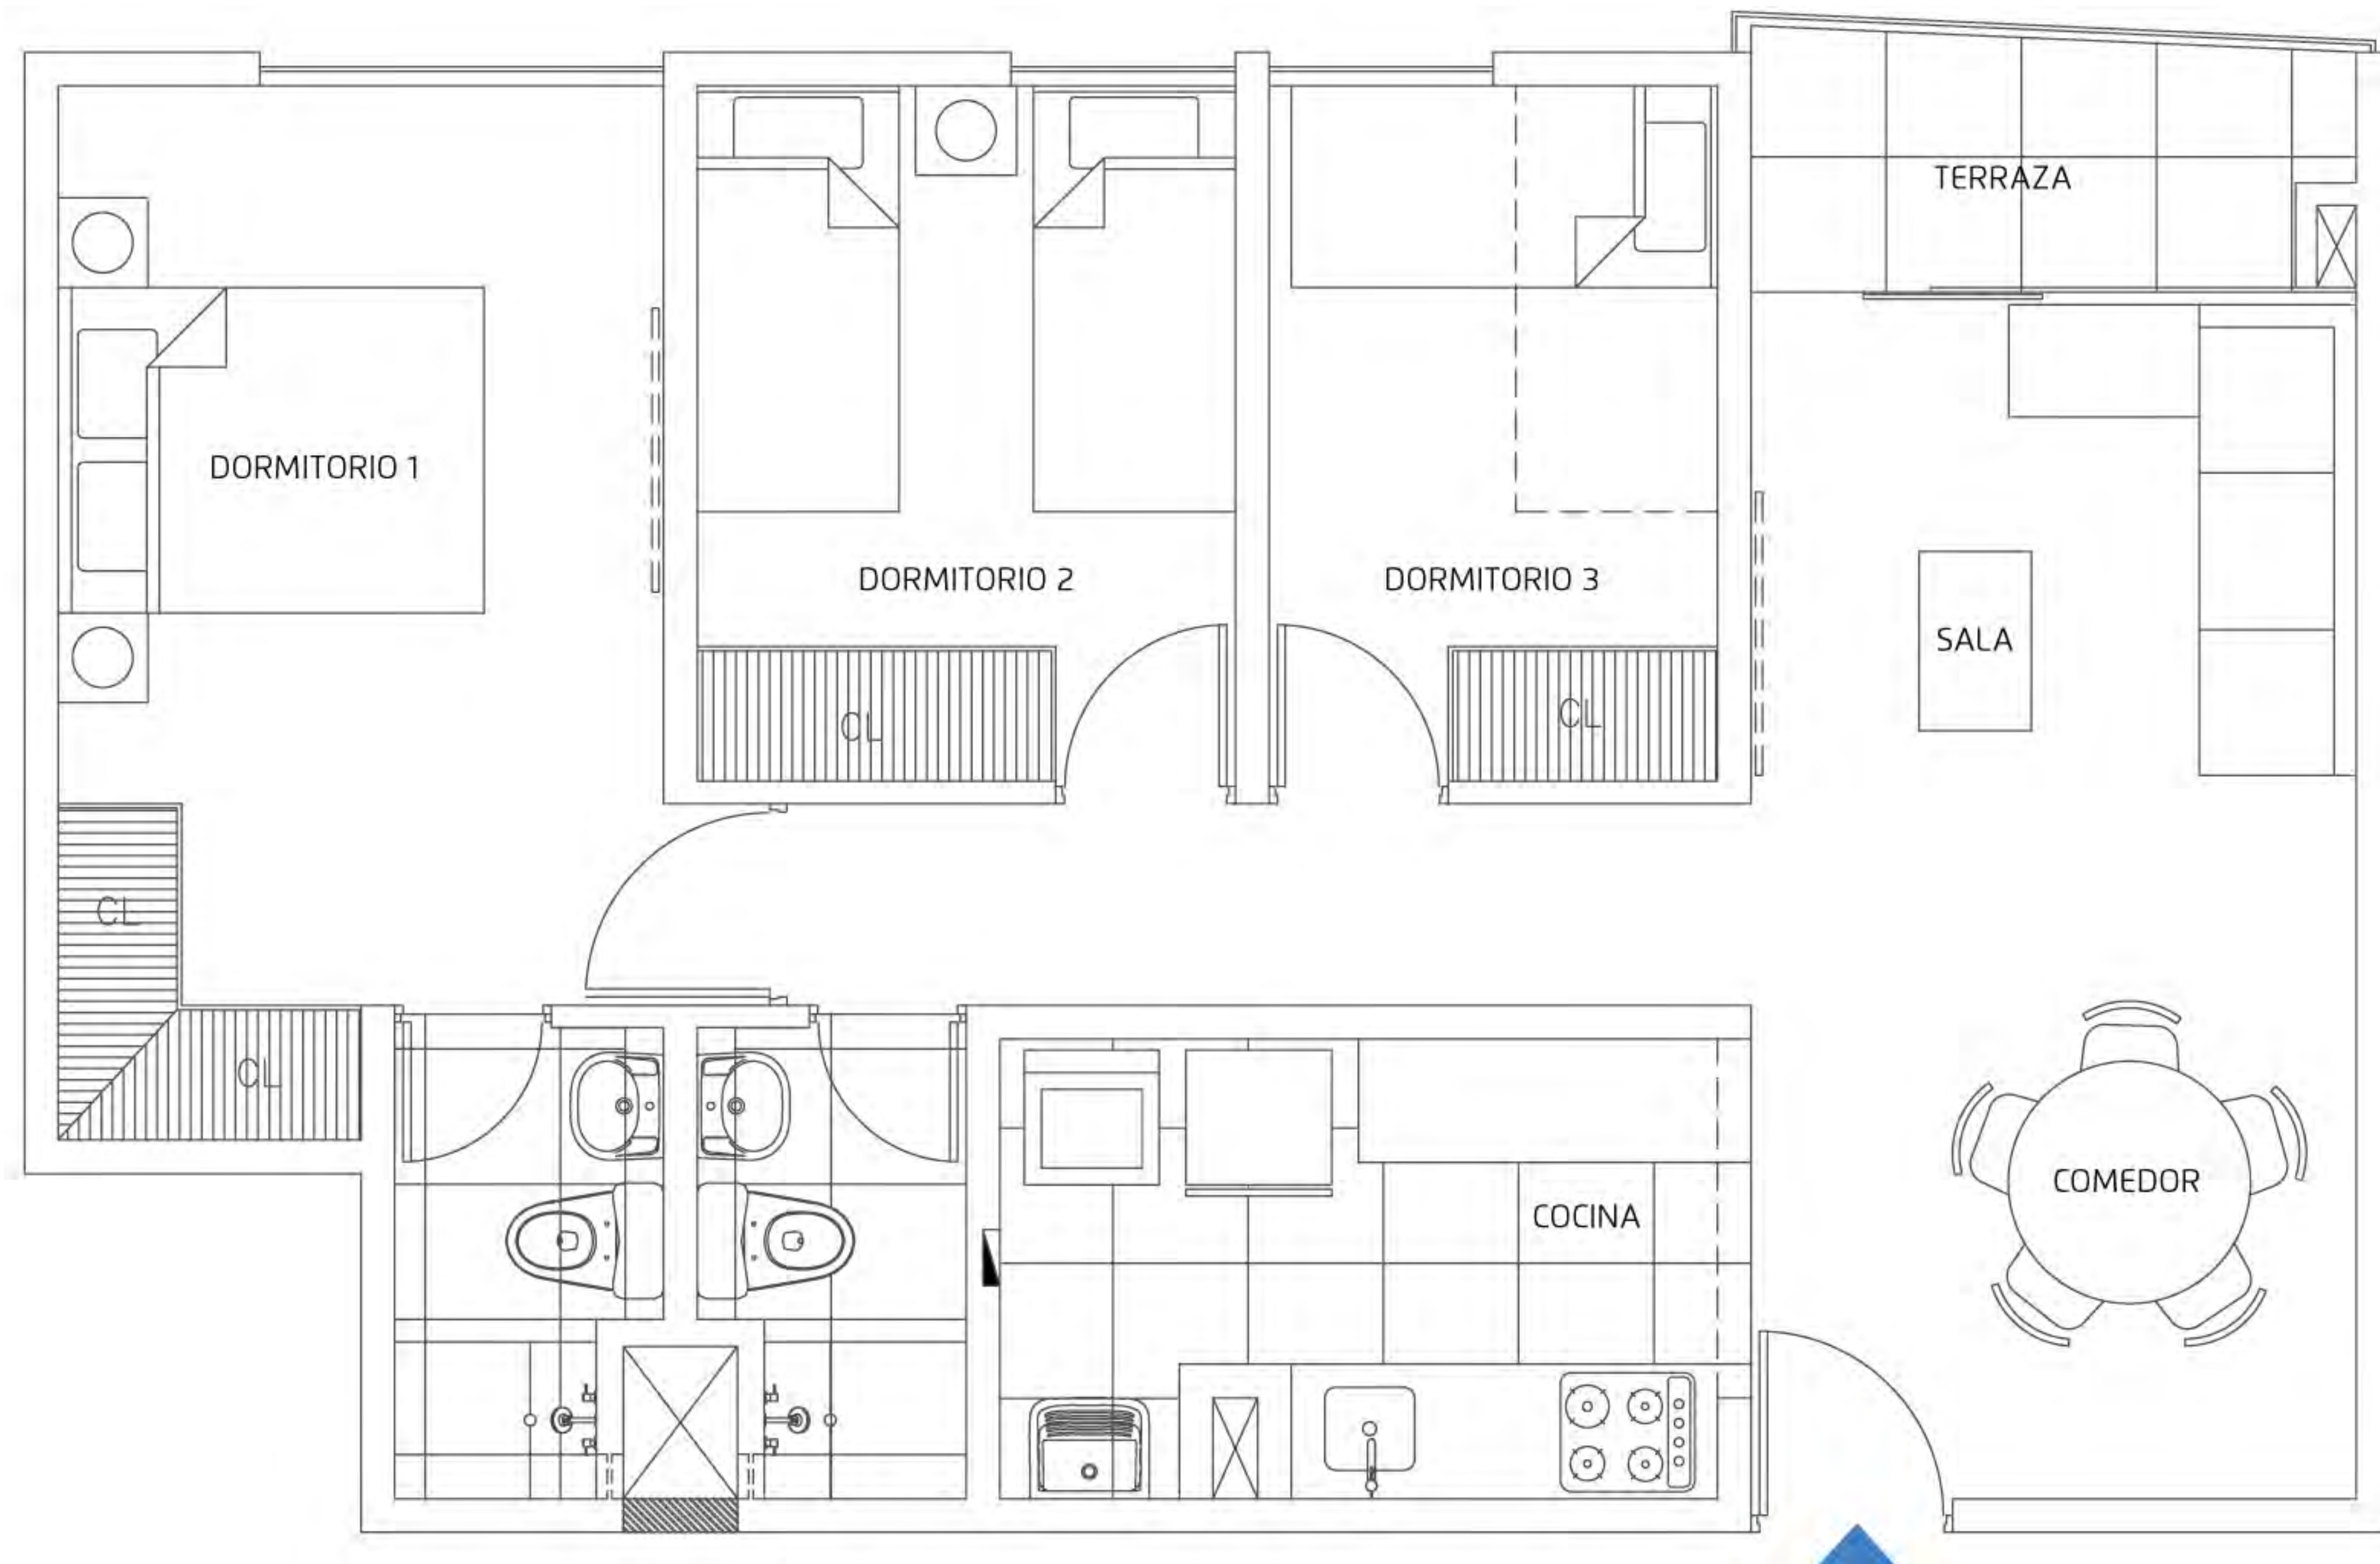 TERRAZA
DORMITORIO 1
DORMITORIO 2
DORMITORIO 3
SALA
CL
CL
CL
CL
COMEDOR
COCINA